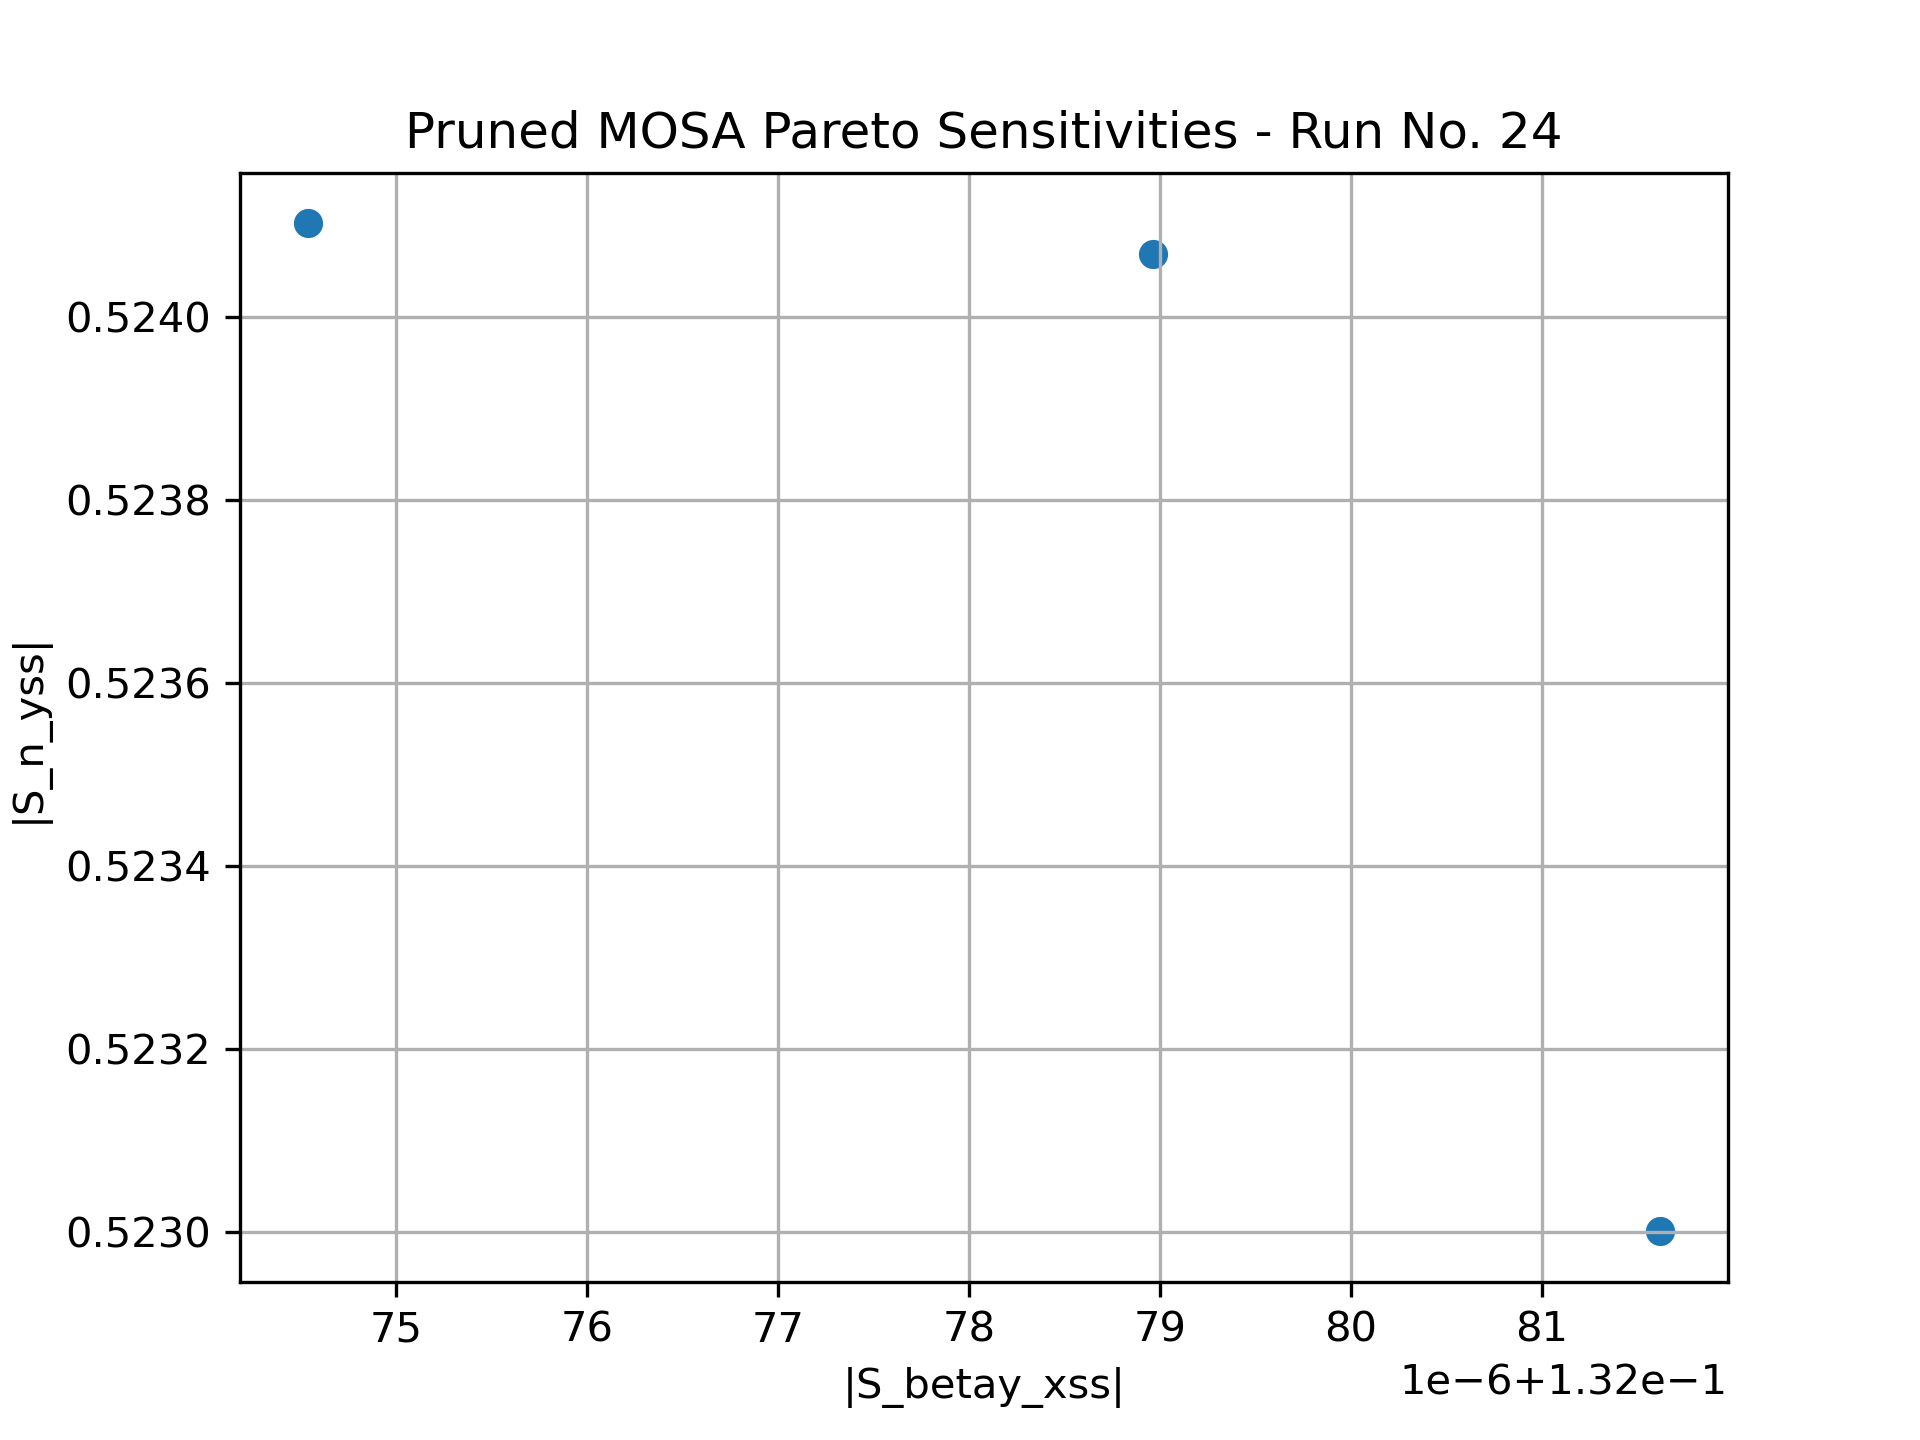 Pruned MOSA Pareto Sensitivities - Run No. 24
|S_n_yss|
0.5240
0.5238
0.5236
0.5234
0.5232
0.5230
75 76 77 78 79 80 81
|S_betay_xss|
1e−6+1.32e−1